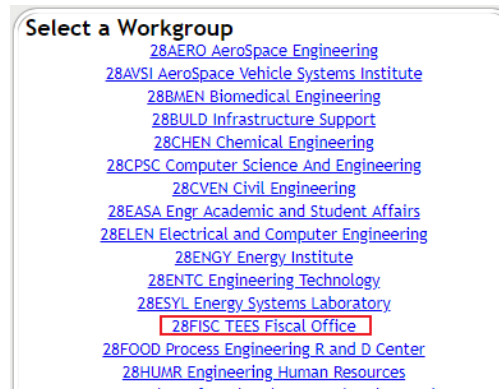 Select a Workgroup
28AERO AeroSpace Engineering
28AVSI AeroSpace Vehicle Systems Institute
28BMEN Biomedical Engineering
28BULD Infrastructure Support
28CHEN Chemical Engineering
28CPSC Computer Science And Engineering
28CVEN Civil Engineering
28EASA Engr Academic and Student Affairs
28ELEN Electrical and Computer Engineering
28ENGY Energy Institute
28ENTC Engineering Technology
28ESYL Energy Systems Laboratory
28FISC TEES Fiscal Office
28FOOD Process Engineering R and D Center
28HUMR Engineering Human Resources